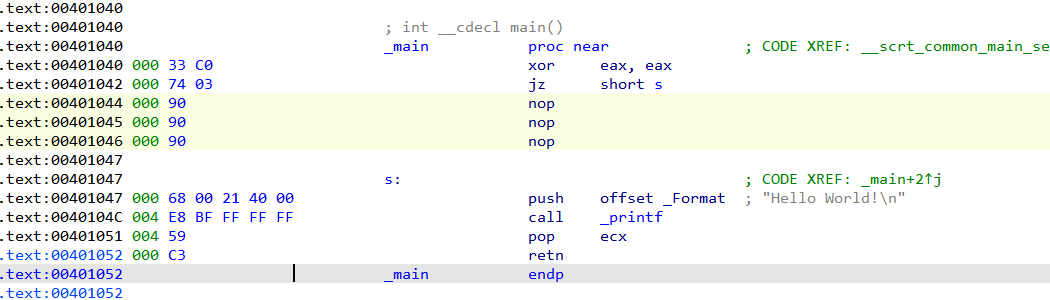 .text:00401040
.text:00401040 ; int __cdecl main()
.text:00401040 _main proc near ; CODE XREF: __scrt_common_main_se
.text:00401040 000 33 C0 xor eax, eax
.text:00401042 000 74 03 jz short s
.text:00401044 000 90 nop
.text:00401045 000 90 nop
.text:00401046 000 90 nop
.text:00401047
.text:00401047 s: ; CODE XREF: _main+2↑j
.text:00401047 000 68 00 21 40 00 push offset _Format ; "Hello World!\n"
.text:0040104C 004 E8 BF FF FF FF call _printf
.text:00401051 004 59 pop ecx
.text:00401052 000 C3 retn
.text:00401052 _main endp
.text:00401052